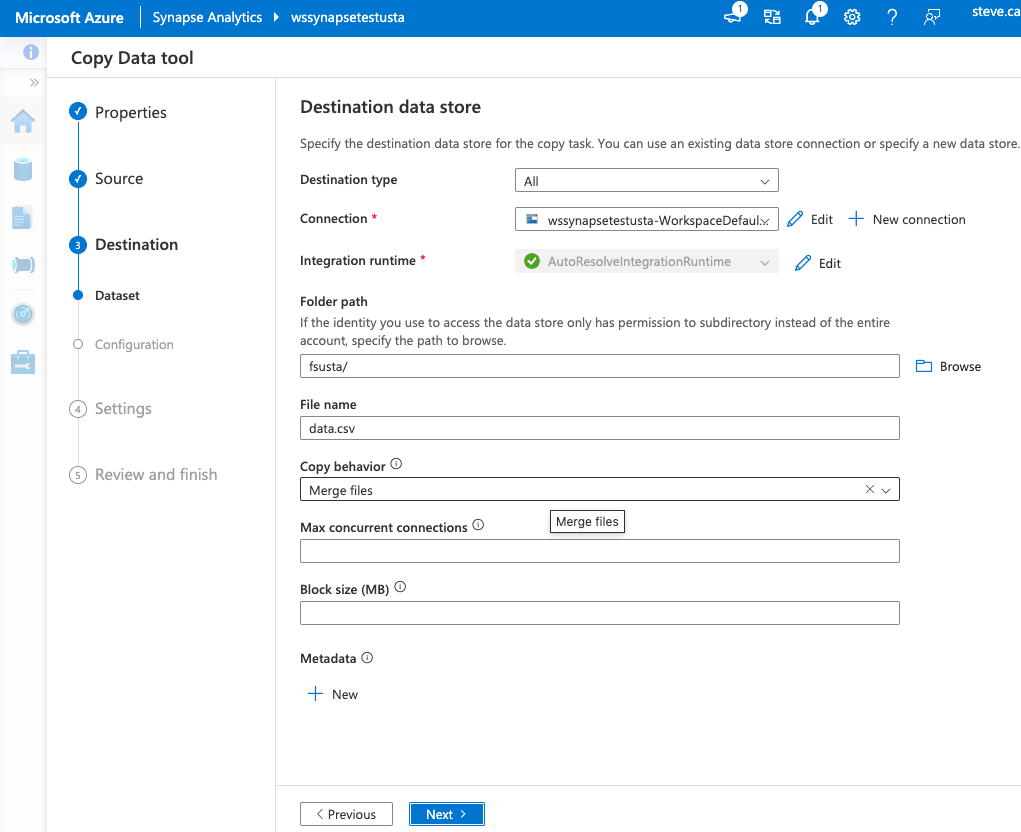 Microsoft Azure
Synapse Analytics
wssynapsetestusta
1
1
steve.ca
Copy Data tool
Properties
Source
3
Destination
Dataset
Configuration
4
Settings
5
Review and finish
Destination data store
Specify the destination data store for the copy task. You can use an existing data store connection or specify a new data store.
Destination type
All
Connection *
wssynapsetestusta-WorkspaceDefaul...
Edit
New connection
Integration runtime *
AutoResolveIntegrationRuntime
Edit
Folder path
If the identity you use to access the data store only has permission to subdirectory instead of the entire
account, specify the path to browse.
fsusta/
Browse
File name
data.csv
Copy behavior
Merge files
Merge files
Max concurrent connections
Block size (MB)
Metadata
New
Previous
Next